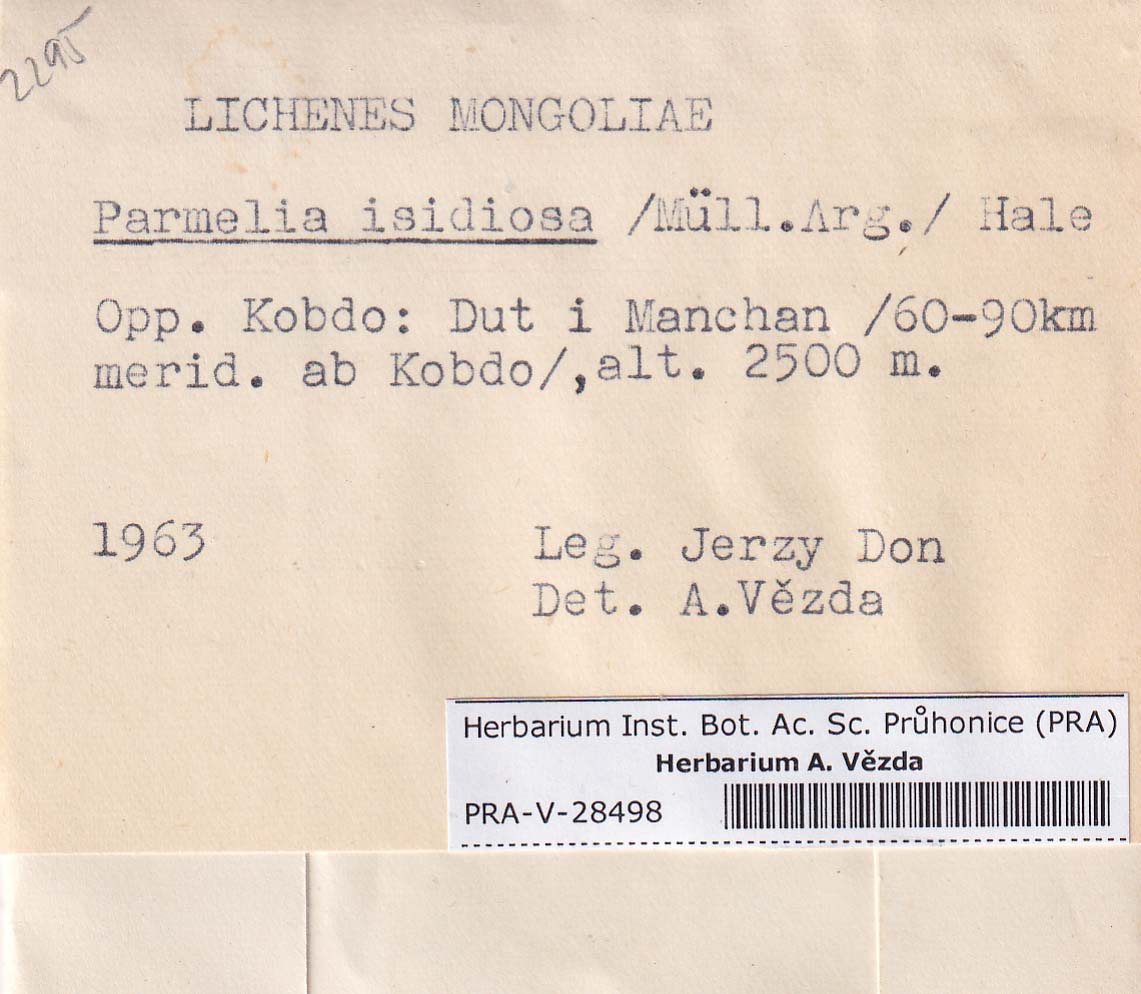 2295
LICHENES MONGOLIAE
Parmelia isidiosa /Müll.Arg./ Hale
Opp. Kobdo: Dut i Manchan /60-90km
merid. ab Kobdo/,alt. 2500 m.
1963
Leg. Jerzy Don
Det. A.Vězda
Herbarium Inst. Bot. Ac. Sc. Průhonice (PRA)
Herbarium A. Vězda
PRA-V-28498